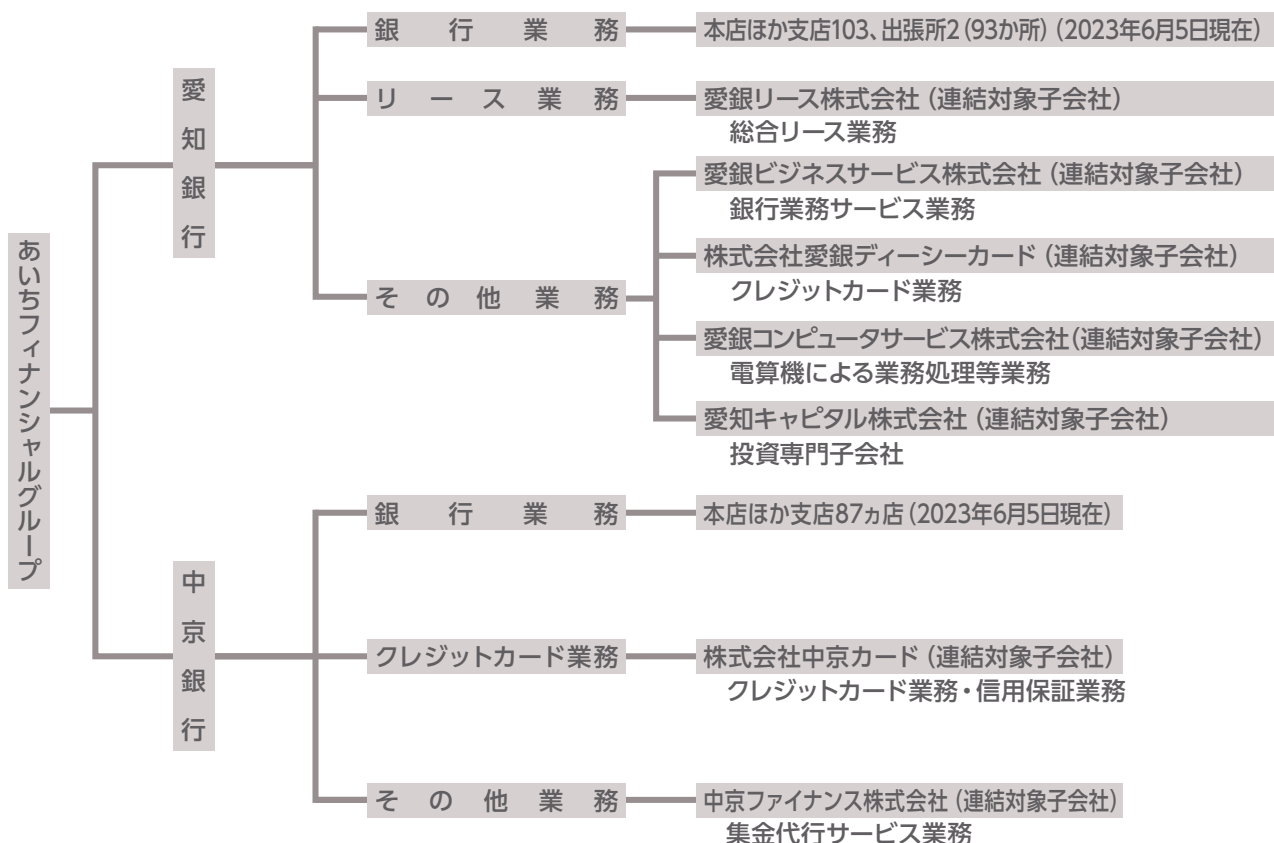 あいちフィナンシャルグループ
愛知銀行
銀行業務
本店ほか支店103、出張所2（93か所）（2023年6月5日現在）
リース業務
愛銀リース株式会社（連結対象子会社）
総合リース業務
その他業務
愛銀ビジネスサービス株式会社（連結対象子会社）
銀行業務サービス業務
株式会社愛銀ディーシーカード（連結対象子会社）
クレジットカード業務
愛銀コンピュータサービス株式会社（連結対象子会社）
電算機による業務処理等業務
愛知キャピタル株式会社（連結対象子会社）
投資専門子会社
中京銀行
銀行業務
本店ほか支店87ヵ店（2023年6月5日現在）
クレジットカード業務
株式会社中京カード（連結対象子会社）
クレジットカード業務・信用保証業務
その他業務
中京ファイナンス株式会社（連結対象子会社）
集金代行サービス業務